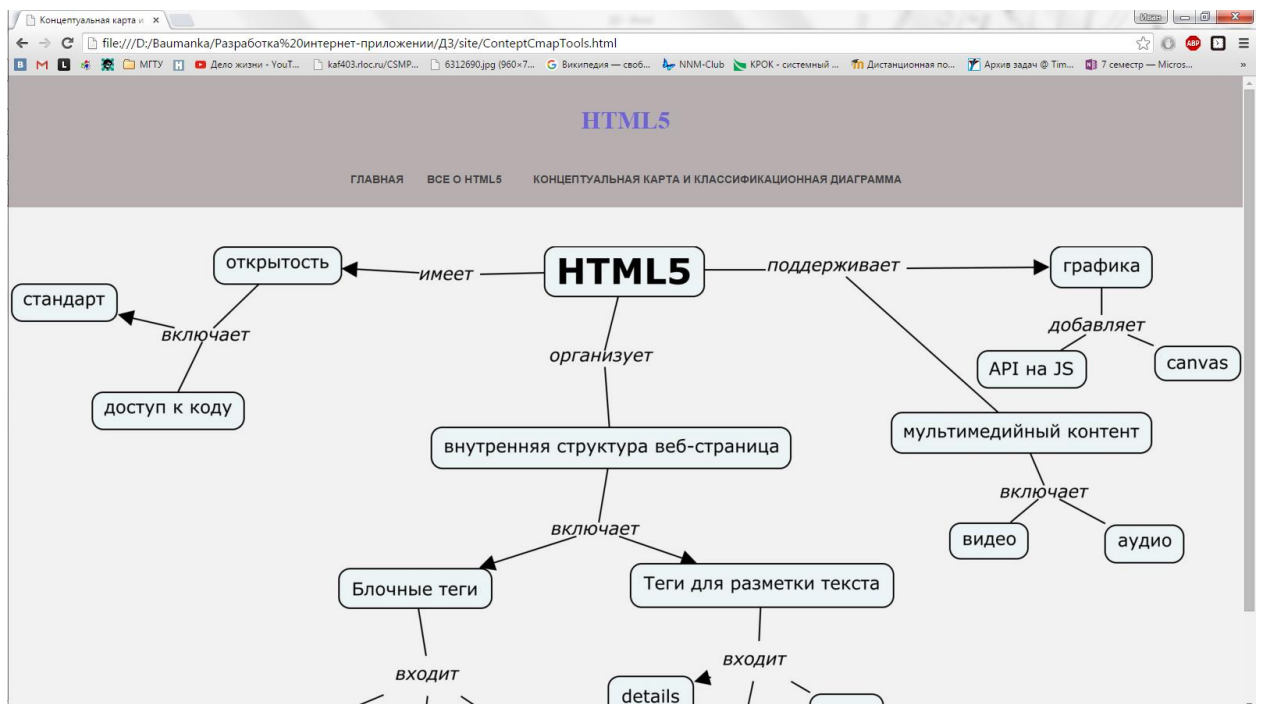 Концептуальная карта и
Иван
file:///D:/Baumanka/Разработка%20интернет-приложении/ДЗ/site/ConteptCmapTools.html
МГТУ
Дело жизни - YouT...
kaf403.rloc.ru/CSMP...
6312690.jpg (960×7...
Википедия — своб...
NNM-Club
КРОК - системный ...
Дистанционная по...
Архив задач @ Tim...
7 семестр — Micros...
HTML5
ГЛАВНАЯ ВСЕ О HTML5 КОНЦЕПТУАЛЬНАЯ КАРТА И КЛАССИФИКАЦИОННАЯ ДИАГРАММА
открытость
имеет
HTML5
поддерживает
графика
стандарт
включает
организует
добавляет
API на JS
canvas
доступ к коду
внутренняя структура веб-страница
мультимедийный контент
включает
включает
видео
аудио
Блочные теги
Теги для разметки текста
входит
входит
details